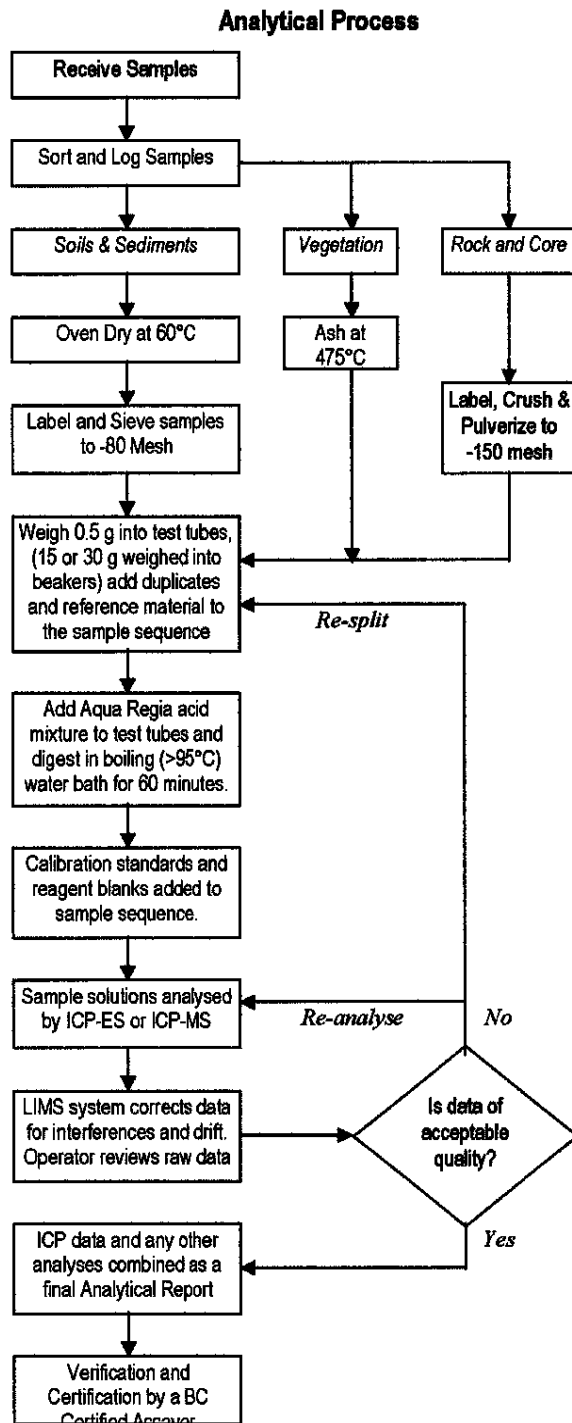 Analytical Process
Receive Samples
Sort and Log Samples
Soils & Sediments
Vegetation
Rock and Core
Oven Dry at 60°C
Ash at
475°C
Label and Sieve samples
to -80 Mesh
Label, Crush &
Pulverize to
-150 mesh
Weigh 0.5 g into test tubes,
(15 or 30 g weighed into
beakers) add duplicates
and reference material to
the sample sequence
Re-split
Add Aqua Regia acid
mixture to test tubes and
digest in boiling (>95°C)
water bath for 60 minutes.
Calibration standards and
reagent blanks added to
sample sequence.
Sample solutions analysed
by ICP-ES or ICP-MS
Re-analyse
No
LIMS system corrects data
for interferences and drift.
Operator reviews raw data
Is data of
acceptable
quality?
Yes
ICP data and any other
analyses combined as a
final Analytical Report
Verification and
Certification by a BC
Certified Assayer